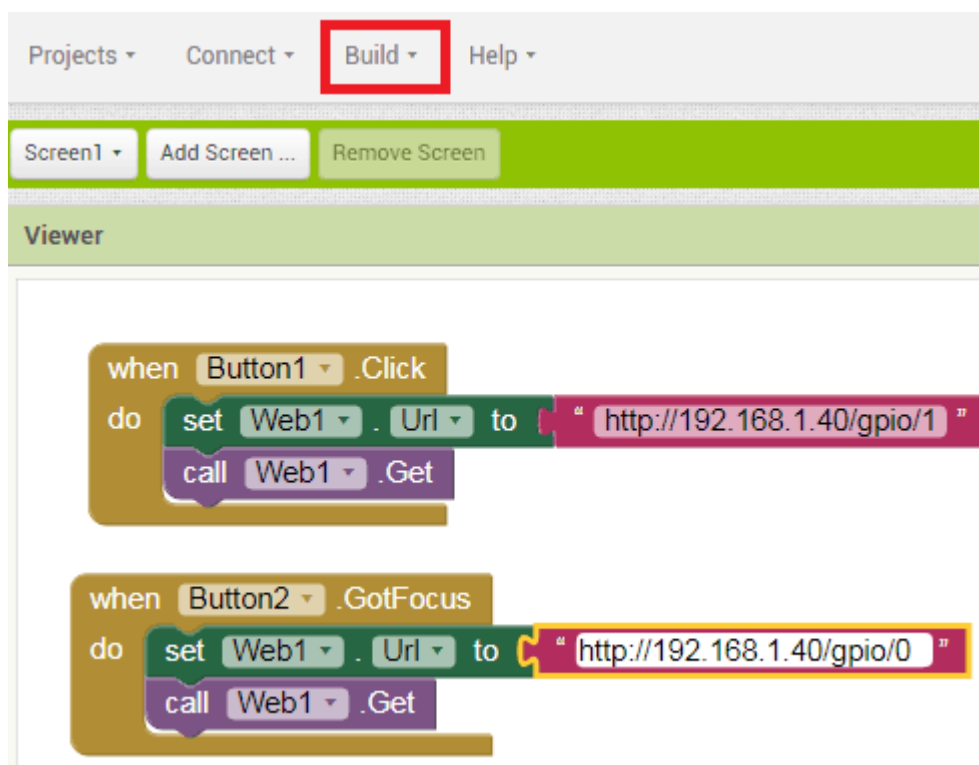 Projects Connect Build Help
Screen1 Add Screen ... Remove Screen
Viewer
when Button1 .Click
do set Web1 . Url to “ http://192.168.1.40/gpio/1 ”
call Web1 .Get
when Button2 .GotFocus
do set Web1 . Url to “ http://192.168.1.40/gpio/0 ”
call Web1 .Get